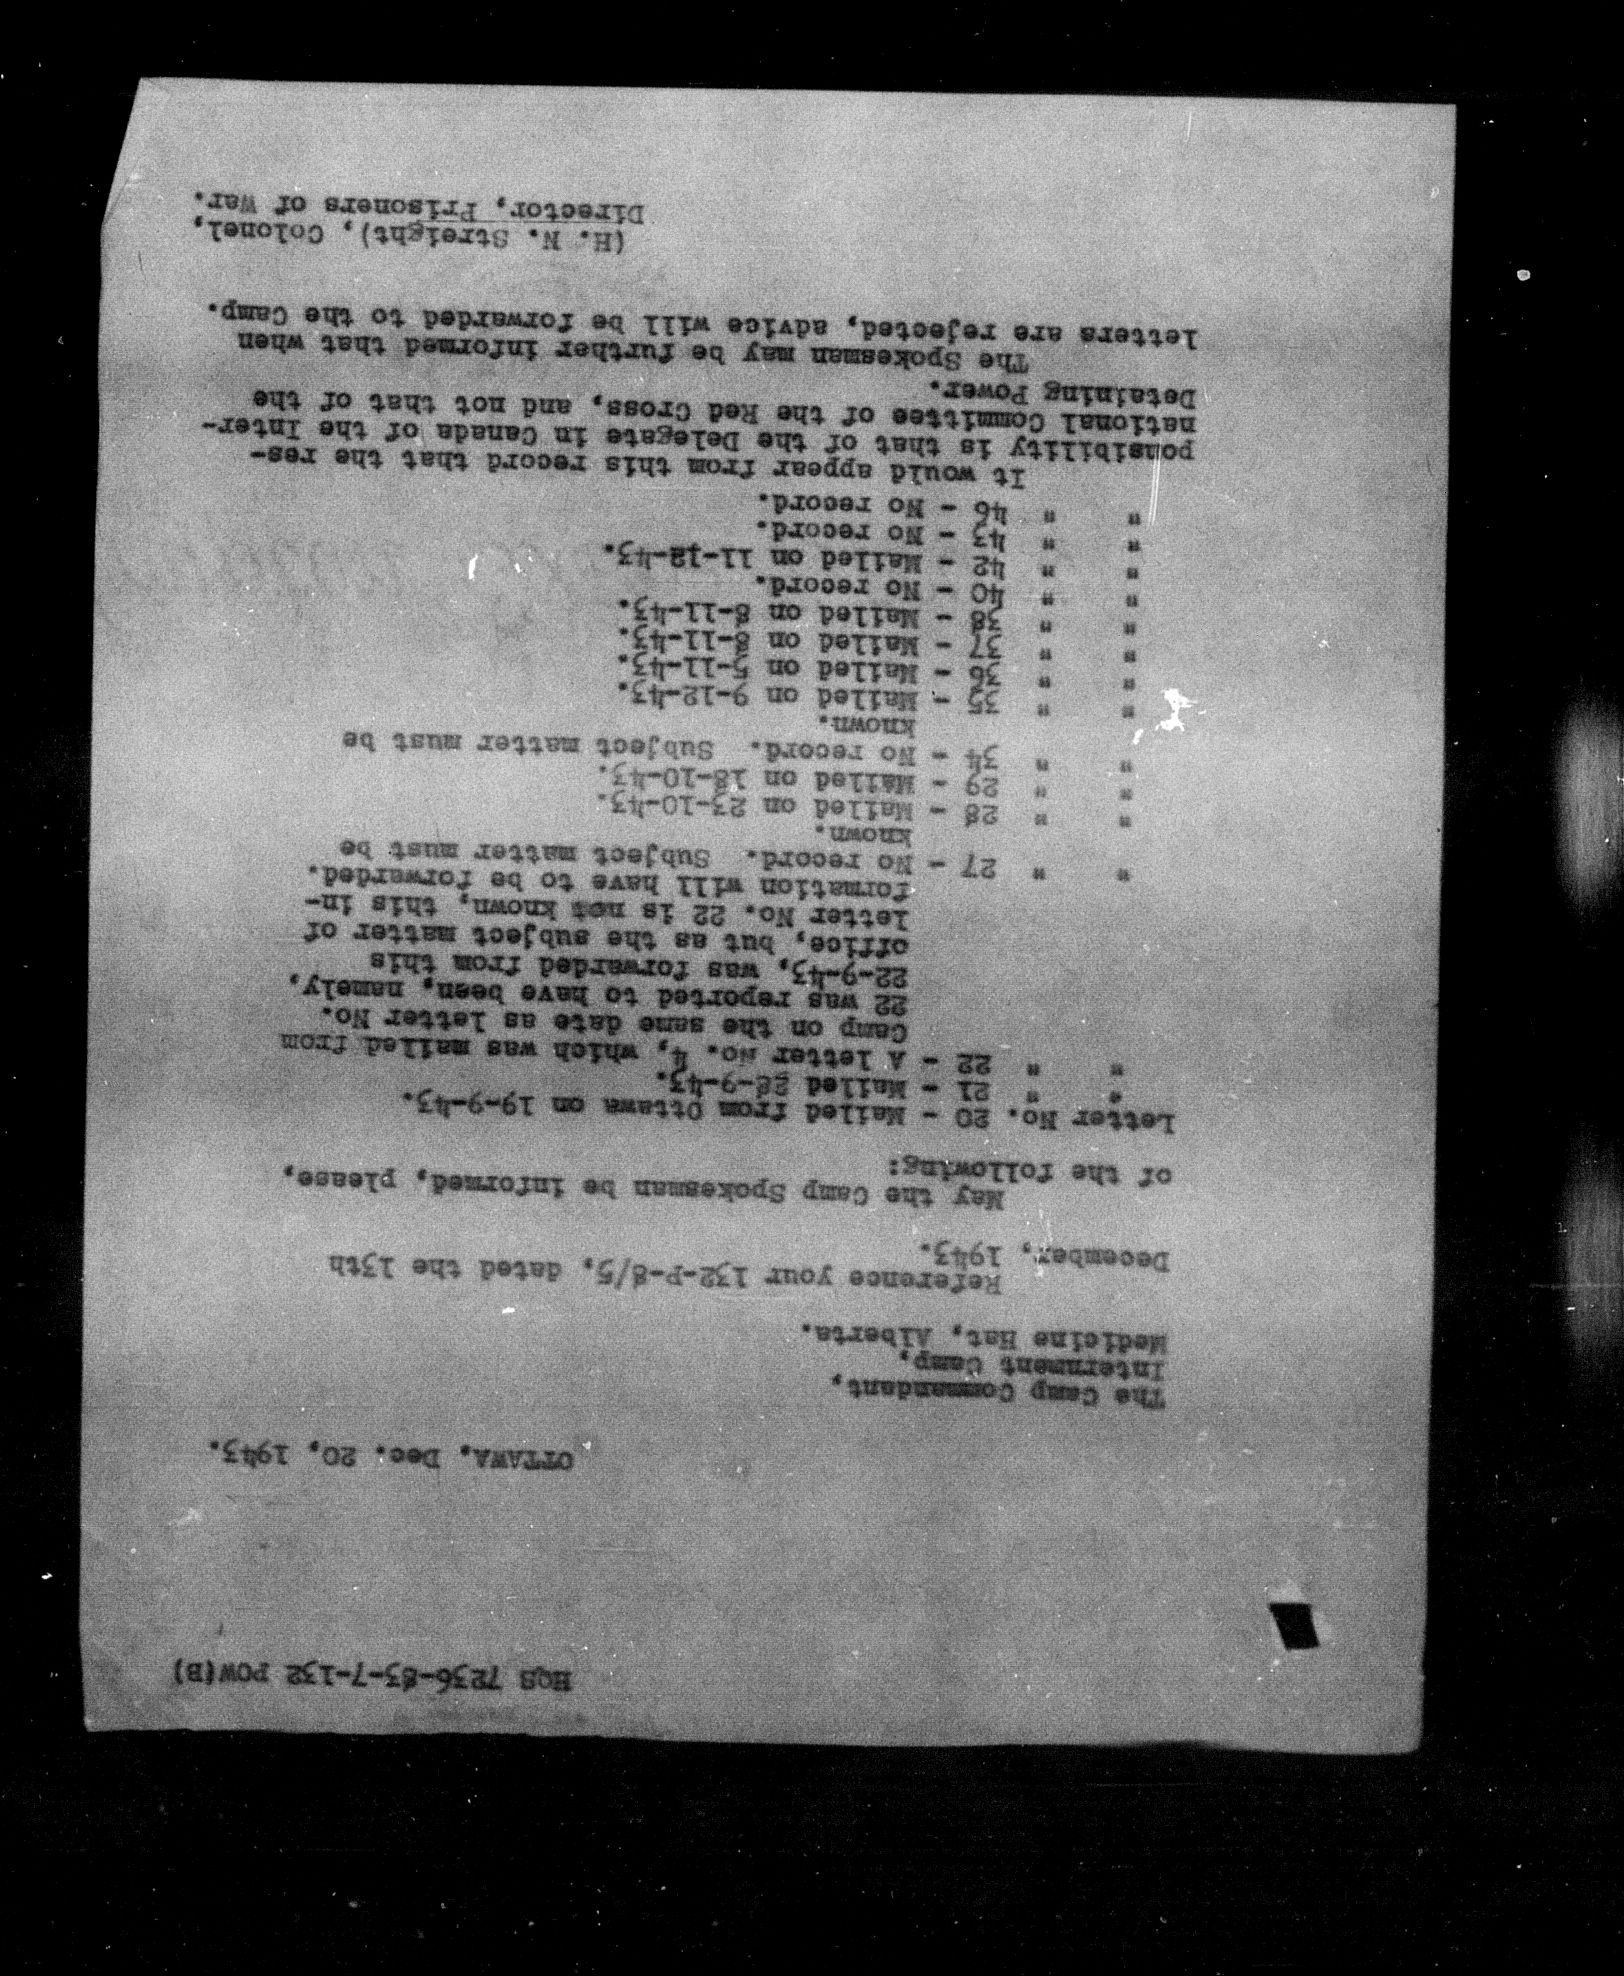 HQS 7236-83-7-132 POW(B)
OTTAWA, Dec. 20, 1943.
The Camp Commandant,
Internment Camp,
Medicine Hat, Alberta.
Reference your 132-P-8/5, dated the 13th
December, 1943.
May the Camp Spokesman be informed, please,
of the following:
Letter No. 20 - Mailed from Ottawa on 19-9-43.
" " 21 - Mailed 28-9-43.
" " 22 - A letter No. 4, which was mailed from
Camp on the same date as letter No.
22 was reported to have been, namely,
22-9-43, was forwarded from this
office, but as the subject matter of
letter No. 22 is not known, this in-
formation will have to be forwarded.
" " 27 - No record. Subject matter must be
known.
" " 28 - Mailed on 23-10-43.
" " 29 - Mailed on 18-10-43.
" " 34 - No record. Subject matter must be
known.
" " 35 - Mailed on 9-12-43.
" " 36 - Mailed on 5-11-43.
" " 37 - Mailed on 8-11-43.
" " 38 - Mailed on 8-11-43.
" " 40 - No record.
" " 42 - Mailed on 11-12-43.
" " 43 - No record.
" " 46 - No record.
It would appear from this record that the res-
ponsibility is that of the Delegate in Canada of the Inter-
national Committee of the Red Cross, and not that of the
Detaining Power.
The Spokesman may be further informed that when
letters are rejected, advice will be forwarded to the Camp.
(H. N. Streight), Colonel,
Director, Prisoners of War.